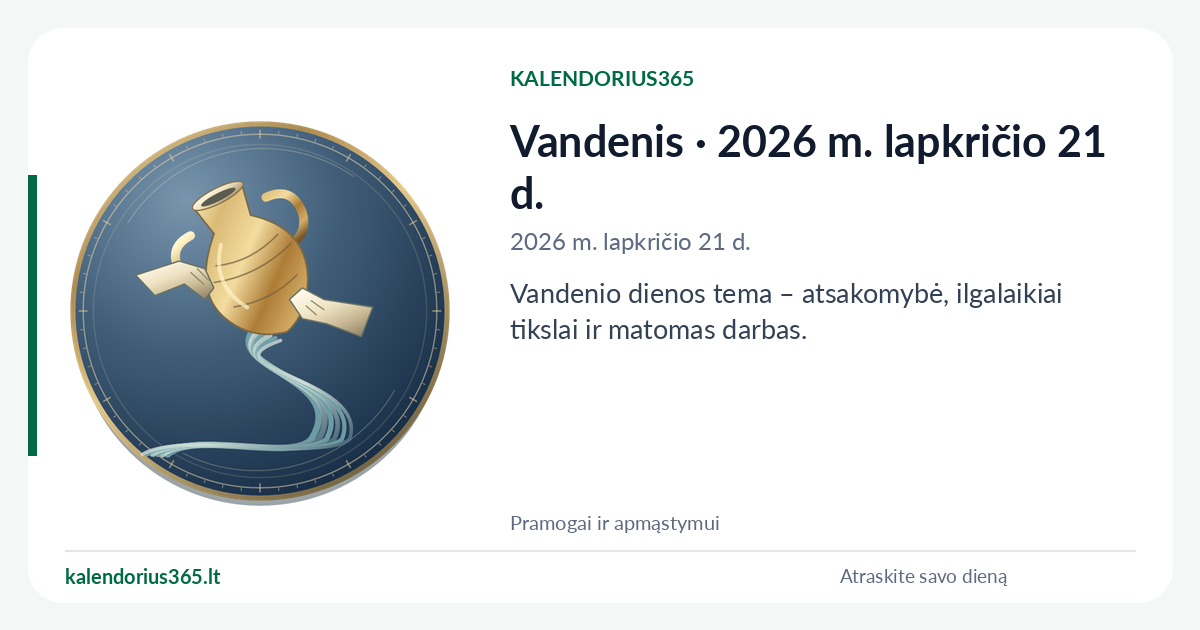 KALENDORIUS365
Vandenis · 2026 m. lapkričio 21
d.
2026 m. lapkričio 21 d.
Vandenio dienos tema – atsakomybė, ilgalaikiai
tikslai ir matomas darbas.
Pramogai ir apmąstymui
kalendorius365.lt
Atraskite savo dieną